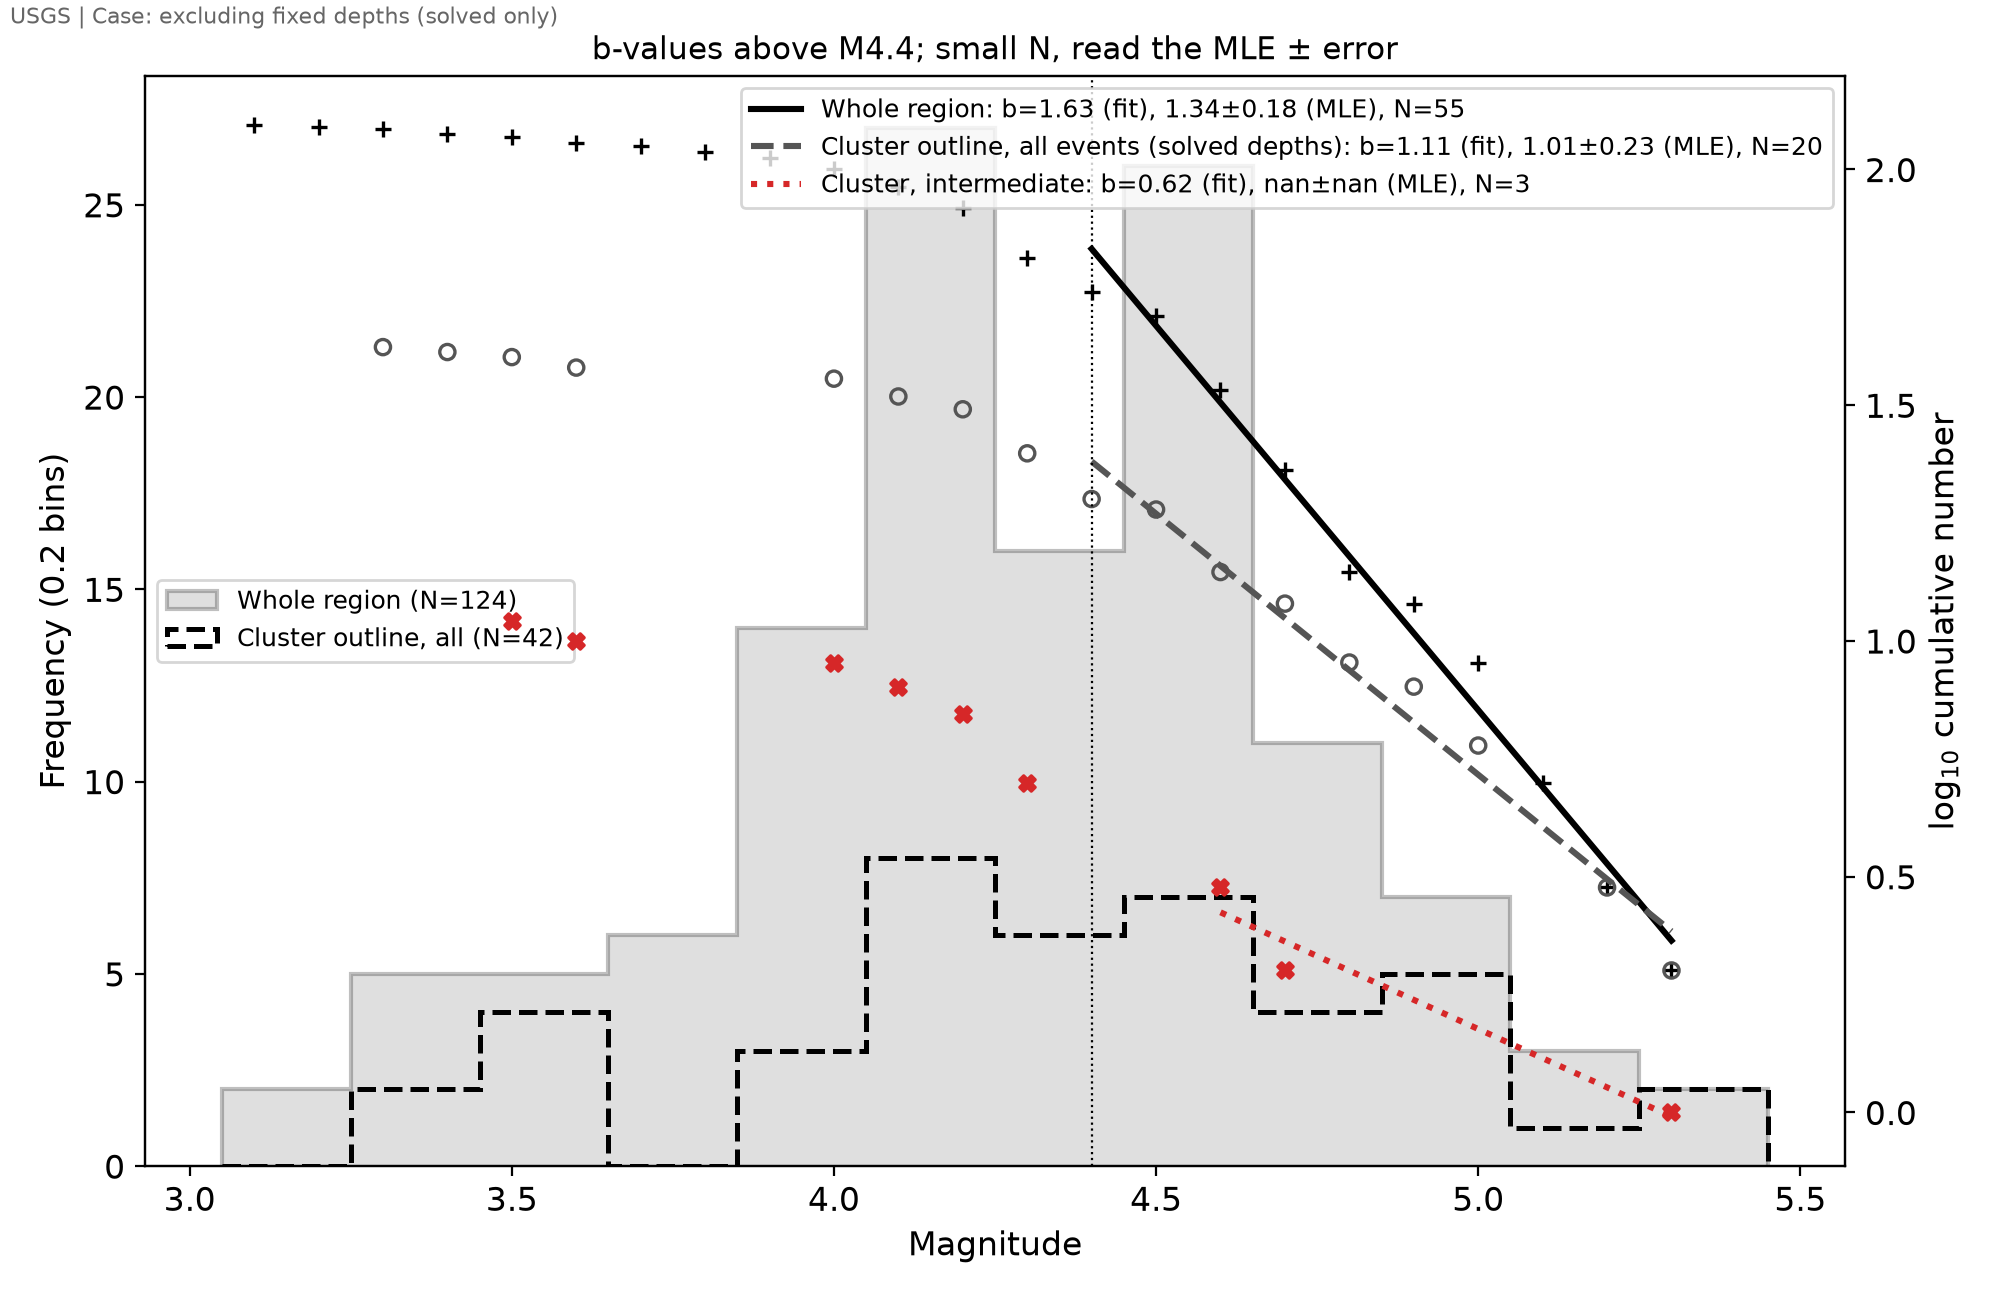 USGS | Case: excluding fixed depths (solved only)
b-values above M4.4; small N, read the MLE ± error
Whole region: b=1.63 (fit), 1.34±0.18 (MLE), N=55
Cluster outline, all events (solved depths): b=1.11 (fit), 1.01±0.23 (MLE), N=20
Cluster, intermediate: b=0.62 (fit), nan±nan (MLE), N=3
Whole region (N=124)
Cluster outline, all (N=42)
Frequency (0.2 bins)
25
20
15
10
5
0
2.0
1.5
1.0
0.5
0.0
log₁₀ cumulative number
3.0 3.5 4.0 4.5 5.0 5.5
Magnitude